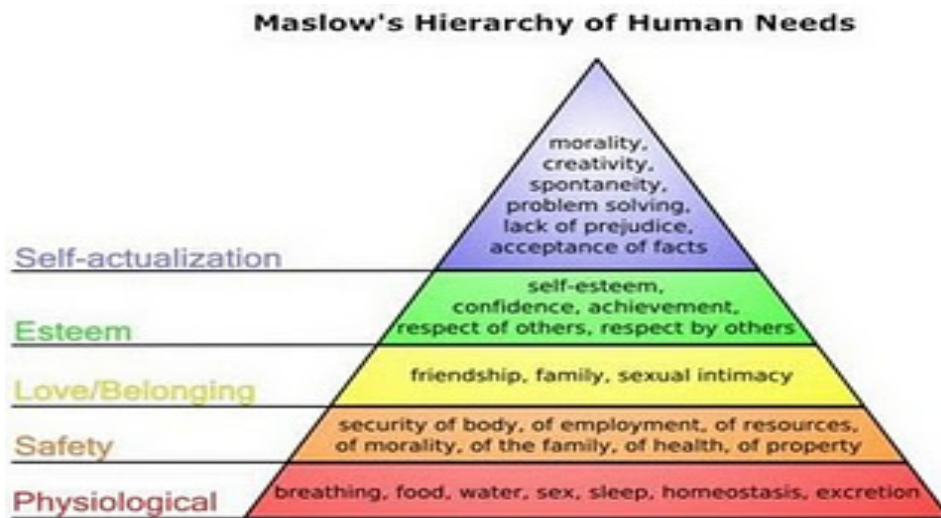 Maslow's Hierarchy of Human Needs
morality,
creativity,
spontaneity,
problem solving,
lack of prejudice,
acceptance of facts
Self-actualization
self-esteem,
confidence, achievement,
respect of others, respect by others
Esteem
friendship, family, sexual intimacy
Love/Belonging
security of body, of employment, of resources,
of morality, of the family, of health, of property
Safety
breathing, food, water, sex, sleep, homeostasis, excretion
Physiological